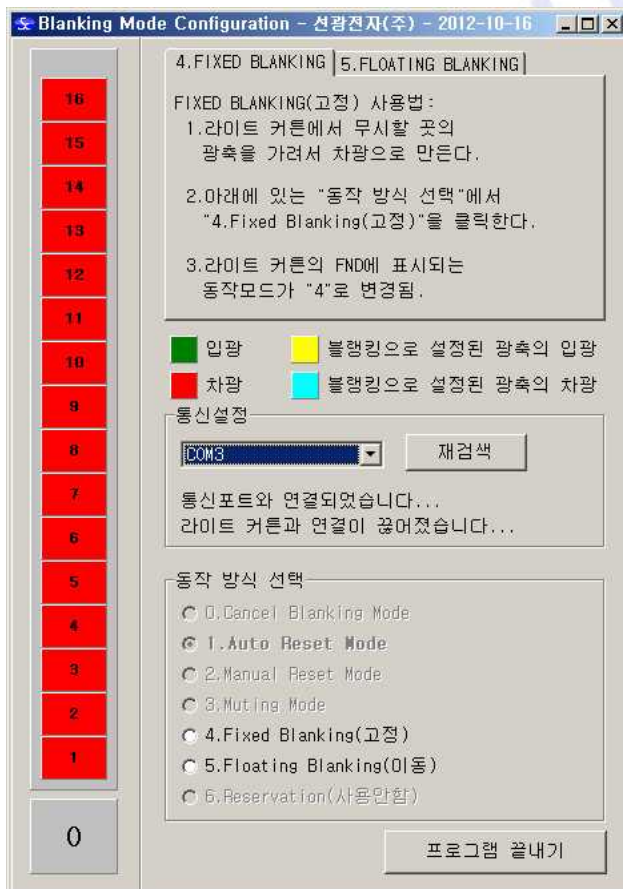 Blanking Mode Configuration - 선광전자(주) - 2012-10-16
4.FIXED BLANKING
5.FLOATING BLANKING
FIXED BLANKING(고정) 사용법:
1.라이트 커튼에서 무시할 곳의
광축을 가려서 차광으로 만든다.
2.아래에 있는 "동작 방식 선택"에서
"4.Fixed Blanking(고정)"을 클릭한다.
3.라이트 커튼의 FND에 표시되는
동작모드가 "4"로 변경됨.
16
15
14
13
12
11
10
9
8
7
6
5
4
3
2
1
0
입광
블랭킹으로 설정된 광축의 입광
차광
블랭킹으로 설정된 광축의 차광
통신설정
COM3
재검색
통신포트와 연결되었습니다...
라이트 커튼과 연결이 끊어졌습니다...
동작 방식 선택
0.Cancel Blanking Mode
1.Auto Reset Mode
2.Manual Reset Mode
3.Muting Mode
4.Fixed Blanking(고정)
5.Floating Blanking(이동)
6.Reservation(사용안함)
프로그램 끝내기